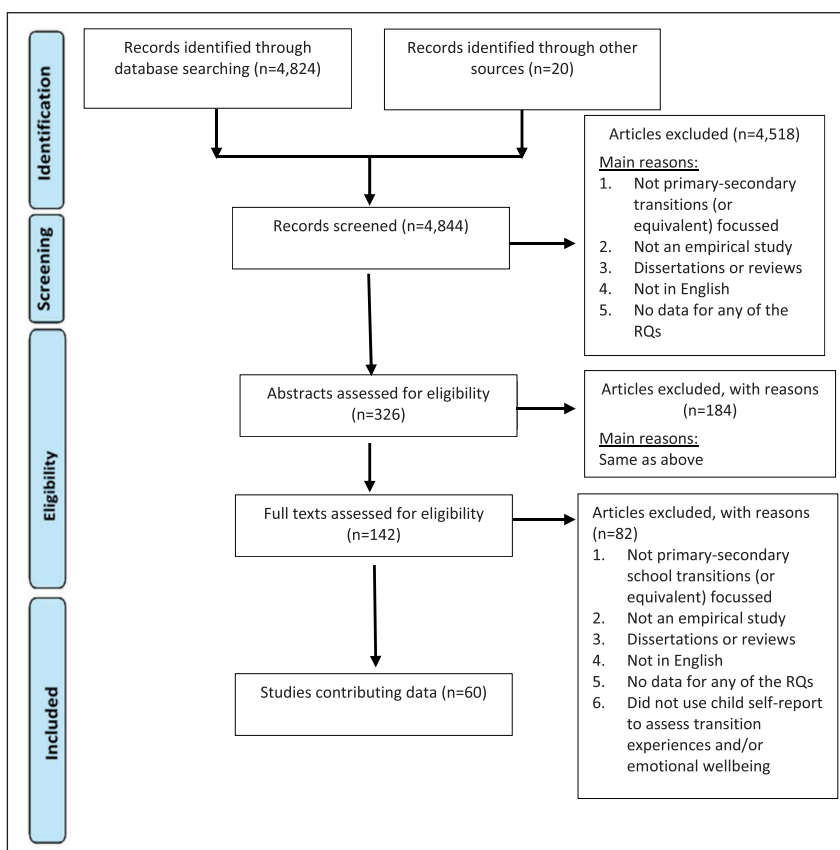 Identification
Records identified through
database searching (n=4,824)
Records identified through other
sources (n=20)
Articles excluded (n=4,518)
Main reasons:
1. Not primary-secondary
transitions (or
equivalent) focussed
2. Not an empirical study
3. Dissertations or reviews
4. Not in English
5. No data for any of the
RQs
Screening
Records screened (n=4,844)
Eligibility
Abstracts assessed for eligibility
(n=326)
Articles excluded, with reasons
(n=184)
Main reasons:
Same as above
Full texts assessed for eligibility
(n=142)
Articles excluded, with reasons
(n=82)
1. Not primary-secondary
school transitions (or
equivalent) focussed
2. Not an empirical study
3. Dissertations or reviews
4. Not in English
5. No data for any of the RQs
6. Did not use child self-report
to assess transition
experiences and/or
emotional wellbeing
Included
Studies contributing data (n=60)